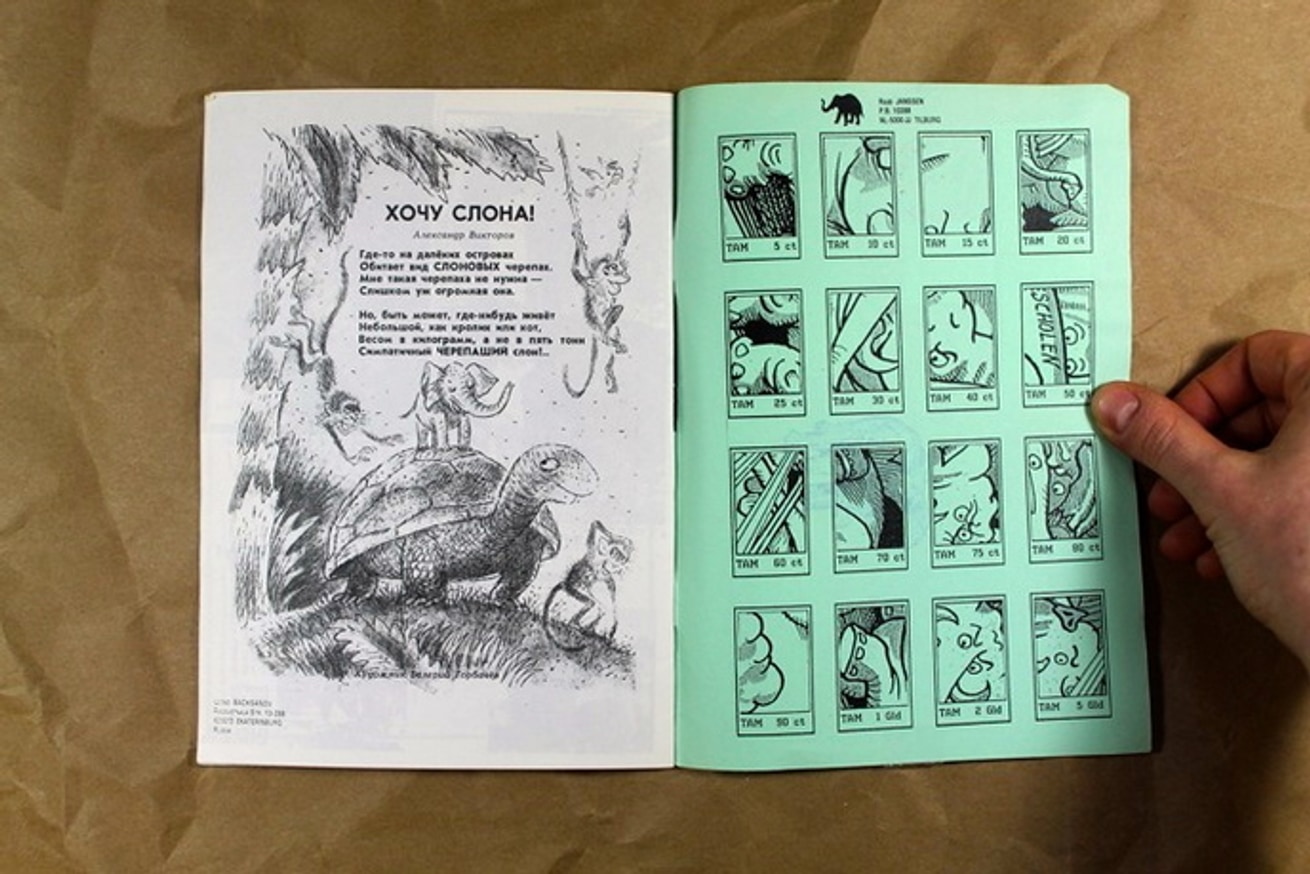 ХОЧУ СЛОНА!
Александр Викторов
Где-то на далёких островах
Обитает вид СЛОНОВЫХ черепах.
Мне такая черепаха не нужна —
Слишком уж огромная она.
Но, быть может, где-нибудь живёт
Небольшой, как кролик или кот,
Весом в килограмм, а не в пять тонн
Симпатичный ЧЕРЕПАШИЙ слон!..
Художник Валерий Горбачёв
EKATERINBURG
JANSSEN
P.B.
TILBURG
TAM 5 ct
TAM 10 ct
TAM 15 ct
TAM 20 ct
SCHOLTEN
TAM 25 ct
TAM 30 ct
TAM 40 ct
TAM 50 ct
TAM 60 ct
TAM 70 ct
TAM 75 ct
TAM 80 ct
TAM 90 ct
TAM 1 Gld
TAM 2 Gld
TAM 5 Gld